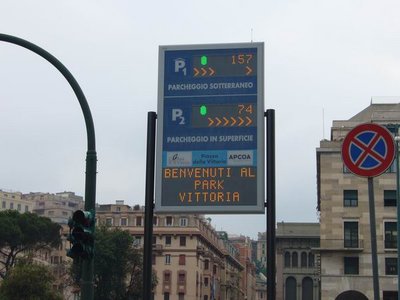 P1 157
>>>> >
PARCHEGGIO SOTTERRANEO
P2 74
>>>>>>
PARCHEGGIO IN SUPERFICIE
Piazza
della Vittoria
APCOA
BENVENUTI AL
PARK
VITTORIA